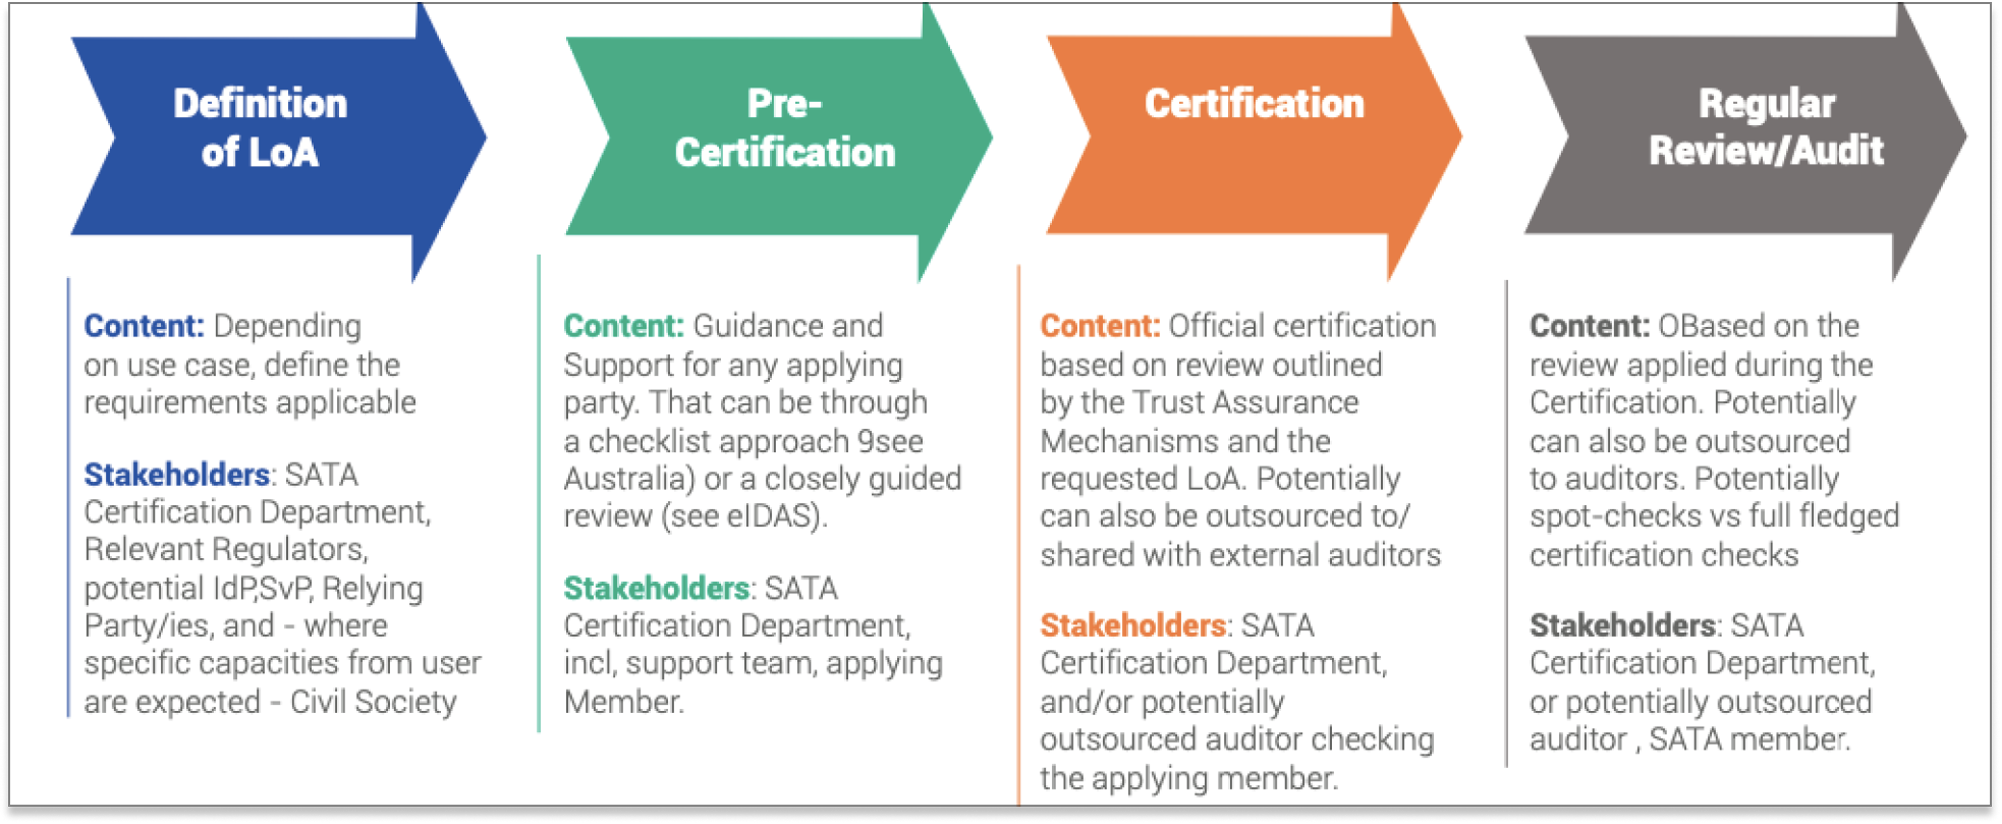 Definition
of LoA
Content: Depending
on use case, define the
requirements applicable
Stakeholders: SATA
Certification Department,
Relevant Regulators,
potential IdP,SvP, Relying
Party/ies, and - where
specific capacities from user
are expected - Civil Society
Pre-
Certification
Content: Guidance and
Support for any applying
party. That can be through
a checklist approach 9see
Australia) or a closely guided
review (see eIDAS).
Stakeholders: SATA
Certification Department,
incl, support team, applying
Member.
Certification
Content: Official certification
based on review outlined
by the Trust Assurance
Mechanisms and the
requested LoA. Potentially
can also be outsourced to/
shared with external auditors
Stakeholders: SATA
Certification Department,
and/or potentially
outsourced auditor checking
the applying member.
Regular
Review/Audit
Content: OBased on the
review applied during the
Certification. Potentially
can also be outsourced
to auditors. Potentially
spot-checks vs full fledged
certification checks
Stakeholders: SATA
Certification Department,
or potentially outsourced
auditor , SATA member.